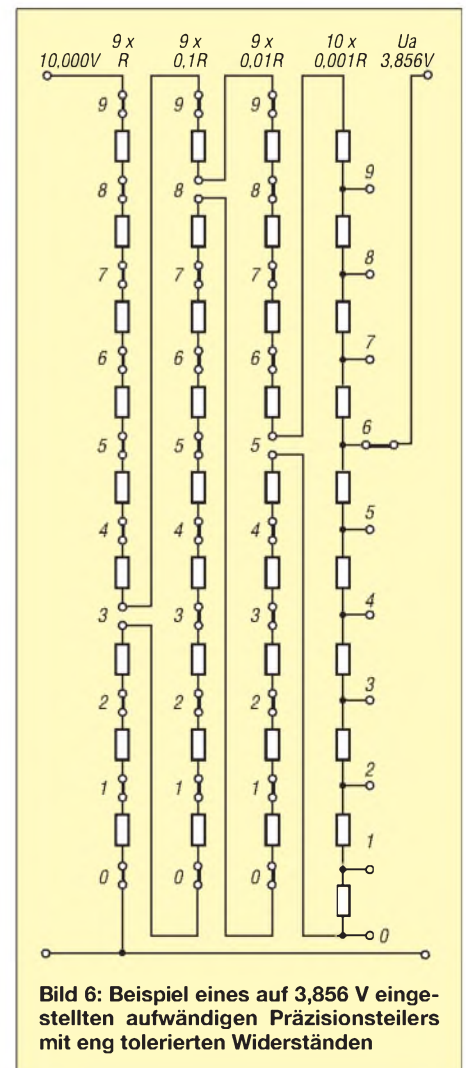 9 x 9 x 9 x 10 x Ua
10,000V R 0,1R 0,01R 0,001R 3,856V
9 9 9
9
8 8 8
8
7 7 7
7
6 6 6
6
5 5 5
5
4 4 4
4
3 3 3
3
2 2 2
2
1 1 1
1
0 0 0
0
Bild 6: Beispiel eines auf 3,856 V einge-
stellten aufwändigen Präzisionsteilers
mit eng tolerierten Widerständen